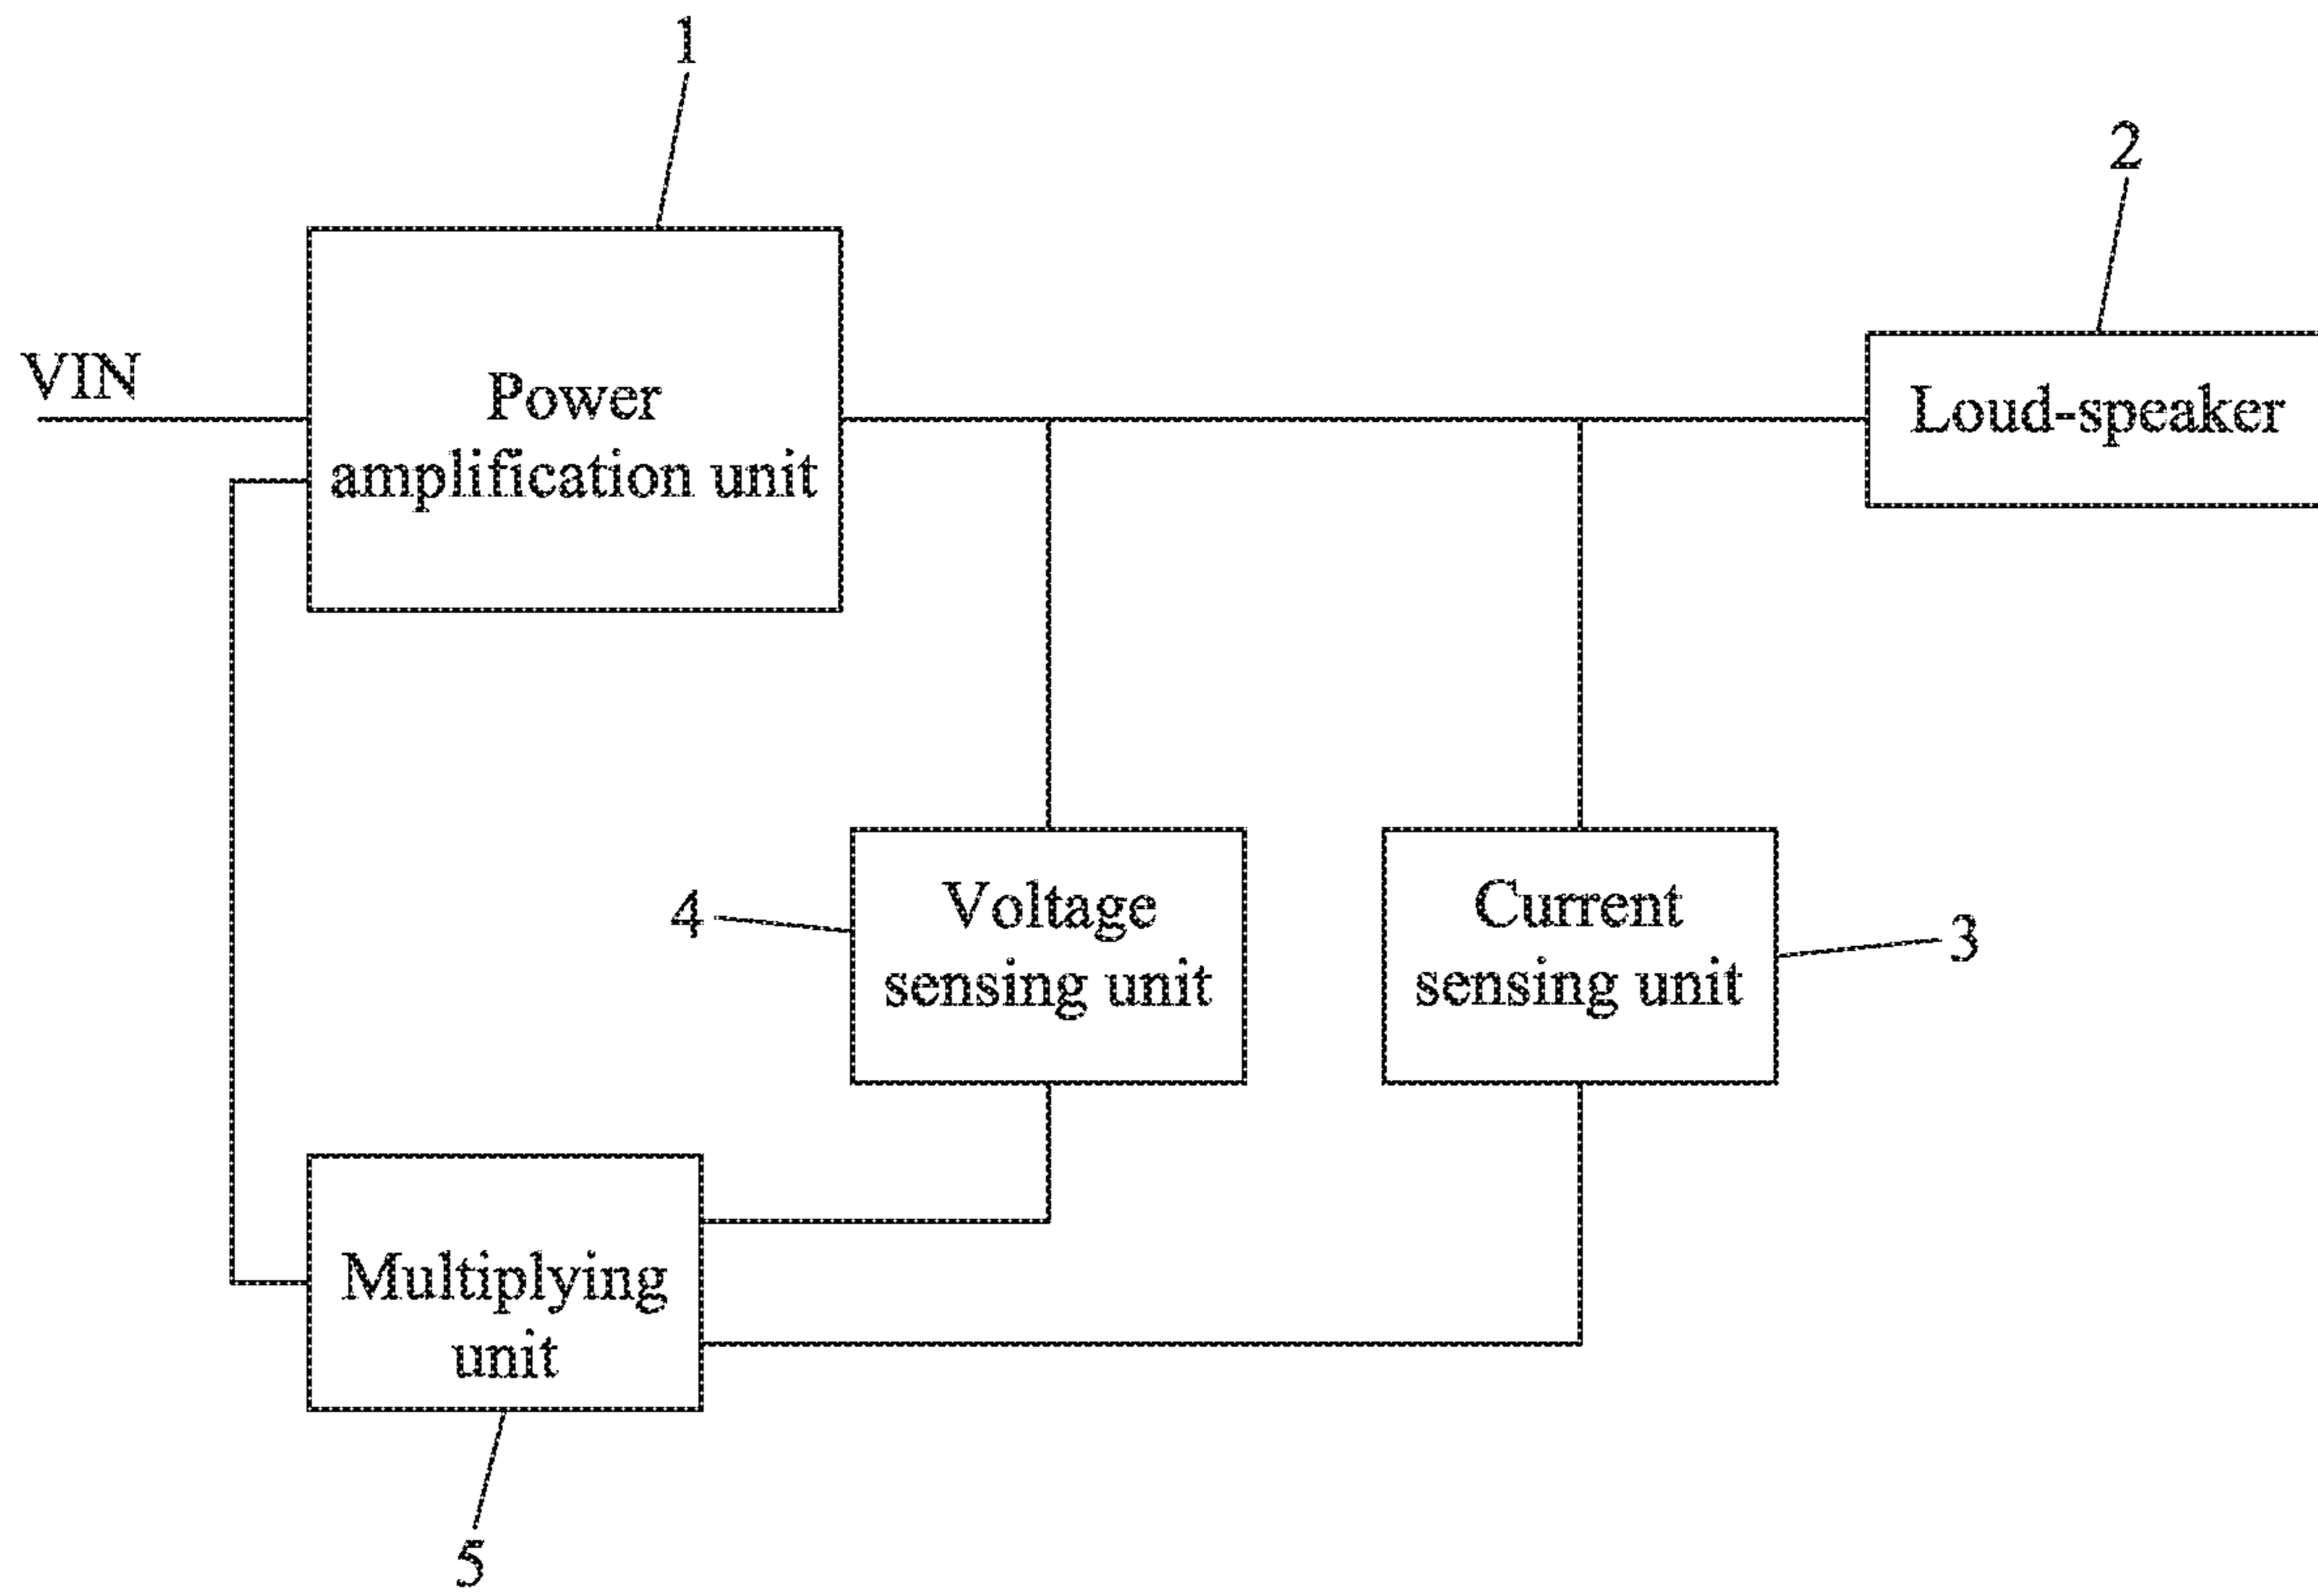 1
2
VIN
Power
amplification unit
Loud-speaker
4
Voltage
sensing unit
Current
sensing unit
3
Multiplying
unit
5